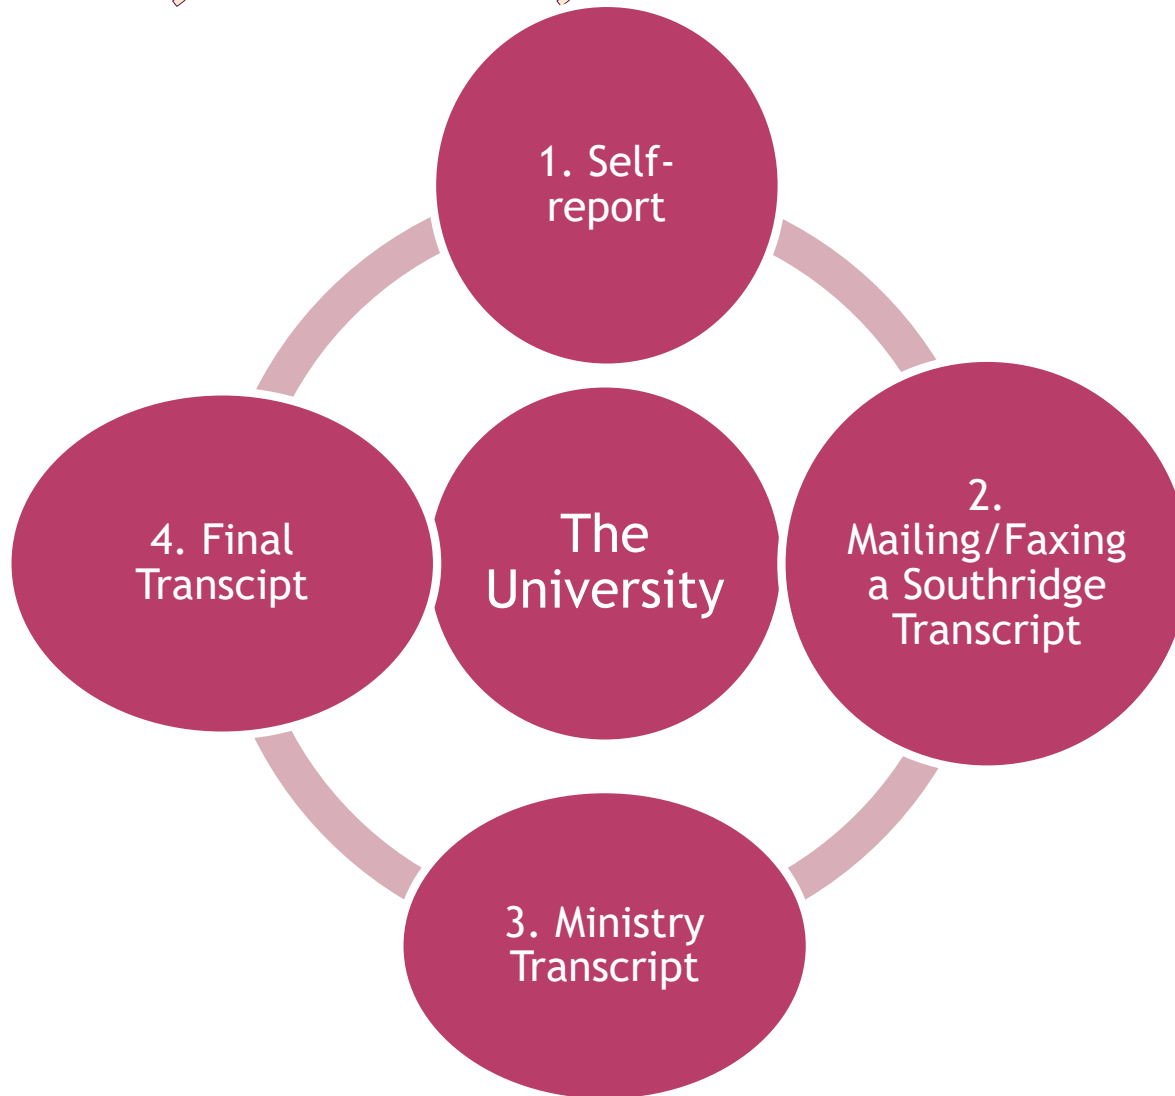 1. Self-
report
2.
Mailing/Faxing
a Southridge
Transcript
The
University
4. Final
Transcipt
3. Ministry
Transcript